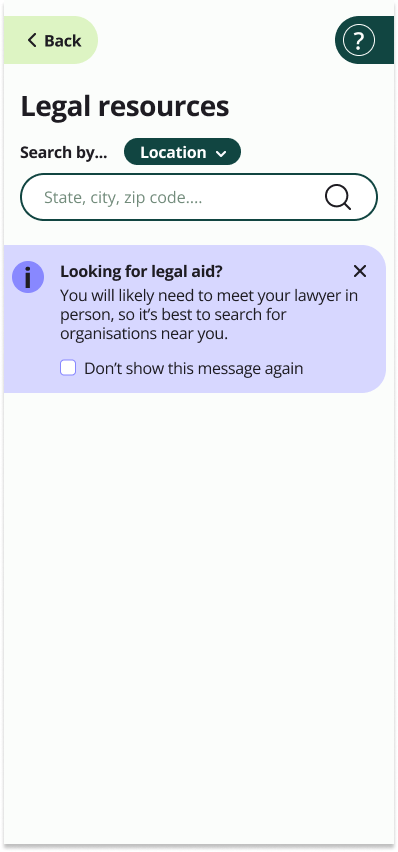 Back
?
Legal resources
Search by...
Location
State, city, zip code....
i
Looking for legal aid?
You will likely need to meet your lawyer in
person, so it’s best to search for
organisations near you.
Don’t show this message again